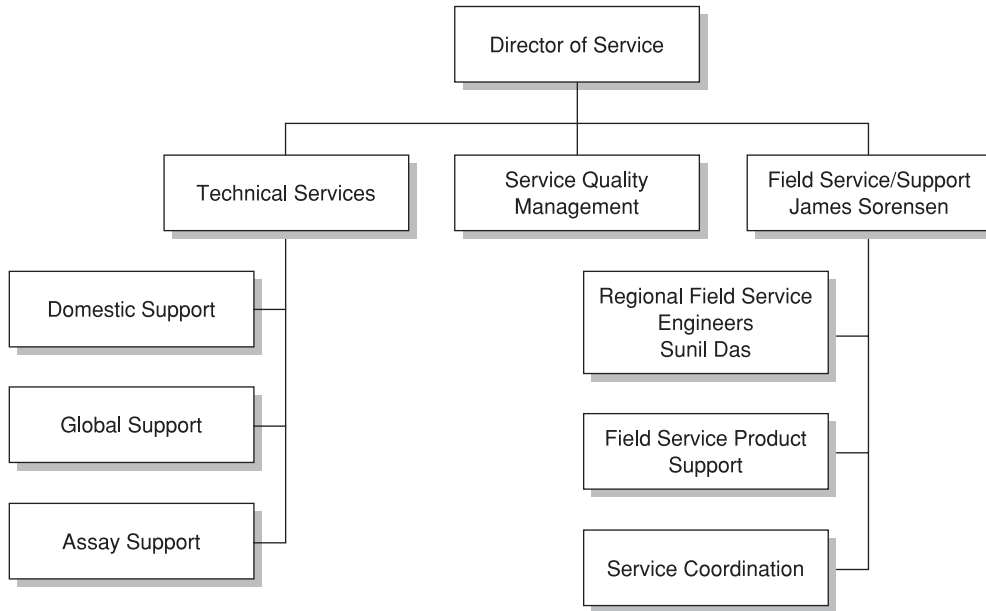 Director of Service
Technical Services
Service Quality
Management
Field Service/Support
James Sorensen
Domestic Support
Global Support
Assay Support
Regional Field Service
Engineers
Sunil Das
Field Service Product
Support
Service Coordination